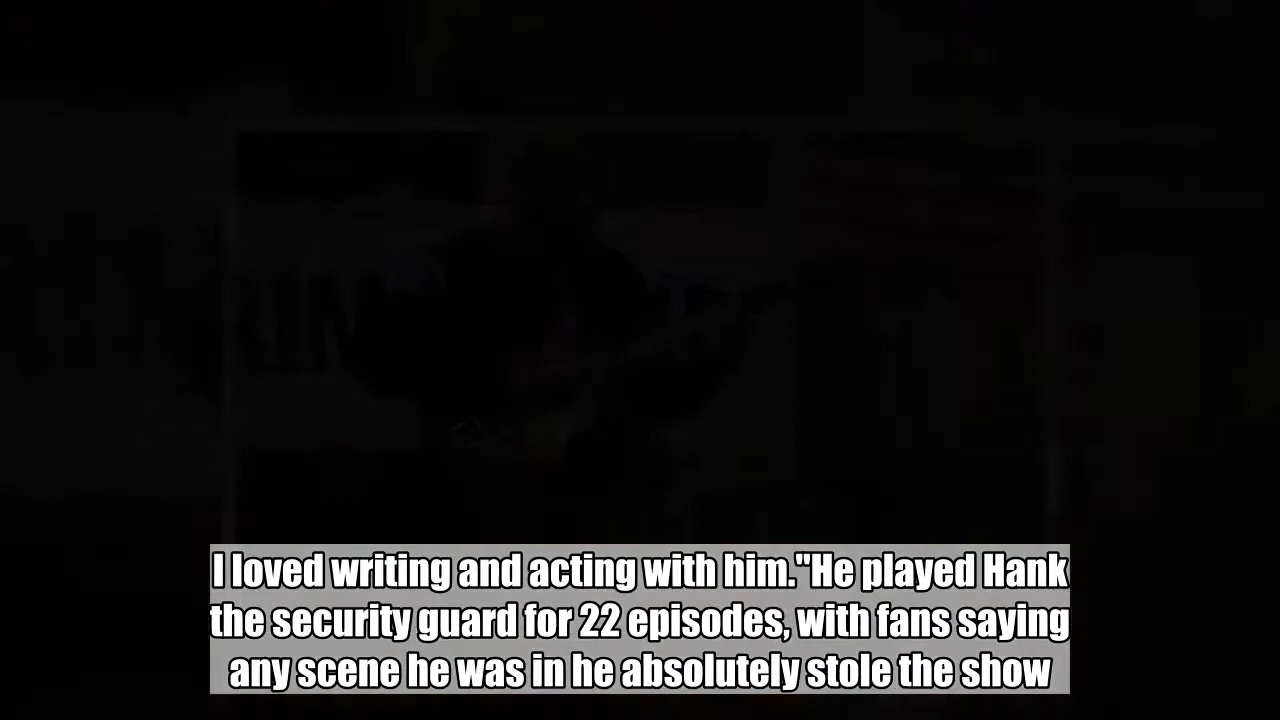 I loved writing and acting with him."He played Hank
the security guard for 22 episodes, with fans saying
any scene he was in he absolutely stole the show